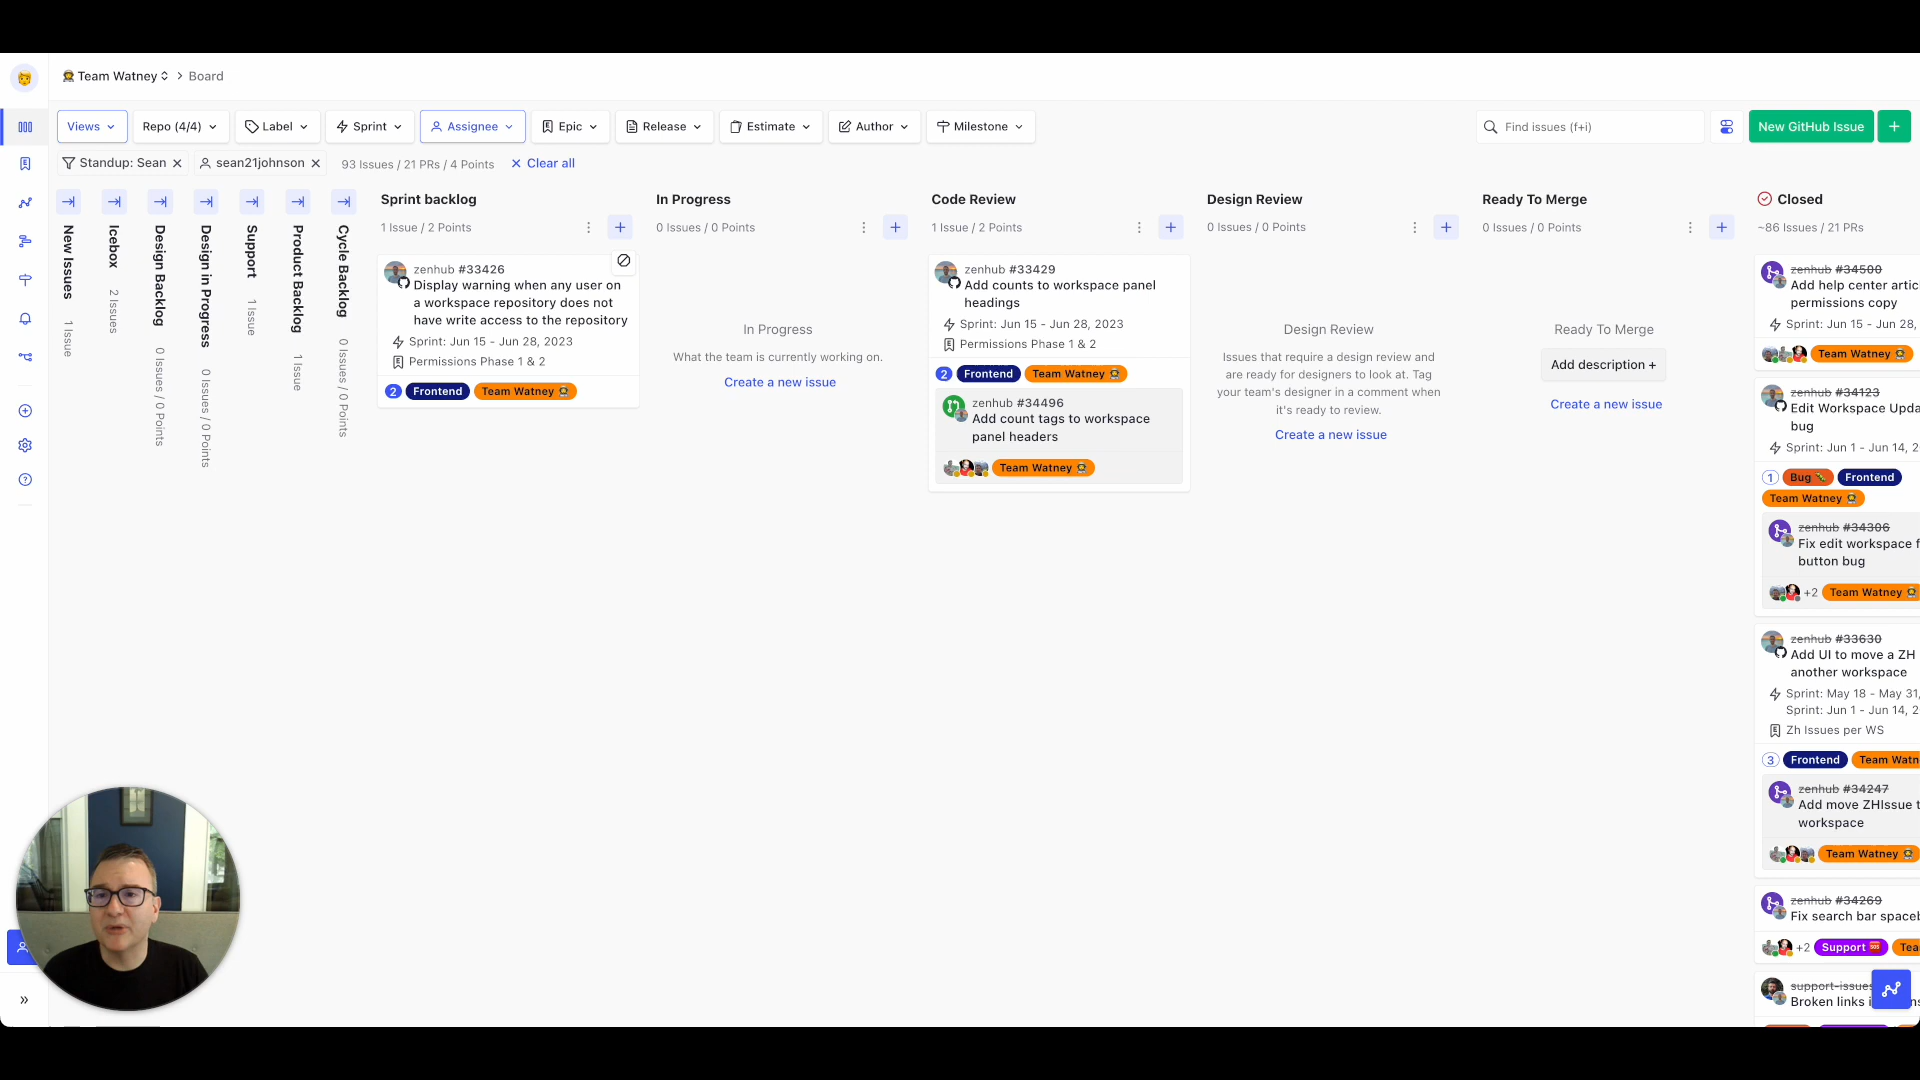 Team Watney > Board
Views
Repo (4/4)
Label
Sprint
Assignee
Epic
Release
Estimate
Author
Milestone
Find issues (f+i)
New GitHub Issue
+
Standup: Sean
sean21johnson
93 Issues / 21 PRs / 4 Points
Clear all
New Issues 1 Issue
Icebox 2 Issues
Design Backlog 0 Issues / 0 Points
Design in Progress 0 Issues / 0 Points
Support 1 Issue
Product Backlog 1 Issue
Cycle Backlog 0 Issues / 0 Points
Sprint backlog
1 Issue / 2 Points
zenhub #33426
Display warning when any user on
a workspace repository does not
have write access to the repository
Sprint: Jun 15 - Jun 28, 2023
Permissions Phase 1 & 2
2 Frontend Team Watney
In Progress
0 Issues / 0 Points
In Progress
What the team is currently working on.
Create a new issue
Code Review
1 Issue / 2 Points
zenhub #33429
Add counts to workspace panel
headings
Sprint: Jun 15 - Jun 28, 2023
Permissions Phase 1 & 2
2 Frontend Team Watney
zenhub #34496
Add count tags to workspace
panel headers
Team Watney
Design Review
0 Issues / 0 Points
Design Review
Issues that require a design review and
are ready for designers to look at. Tag
your team's designer in a comment when
it's ready to review.
Create a new issue
Ready To Merge
0 Issues / 0 Points
Ready To Merge
Add description +
Create a new issue
Closed
~86 Issues / 21 PRs
zenhub #34500
Add help center artic
permissions copy
Sprint: Jun 15 - Jun 28,
Team Watney
zenhub #34123
Edit Workspace Upda
bug
Sprint: Jun 1 - Jun 14, 2
1 Bug Frontend
Team Watney
zenhub #34306
Fix edit workspace f
button bug
+2 Team Watney
zenhub #33630
Add UI to move a ZH
another workspace
Sprint: May 18 - May 31,
Sprint: Jun 1 - Jun 14, 2
Zh Issues per WS
3 Frontend Team Watn
zenhub #34247
Add move ZHIssue t
workspace
Team Watney
zenhub #34269
Fix search bar spaceb
+2 Support Tea
support-issues
Broken links i